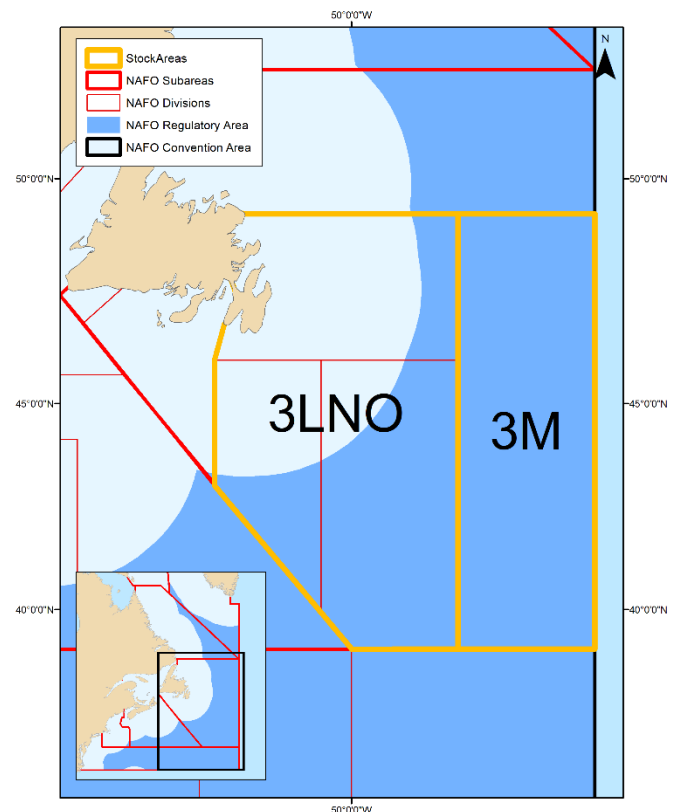 50°0'0"W
N
StockAreas
NAFO Subareas
NAFO Divisions
NAFO Regulatory Area
NAFO Convention Area
50°0'0"N
50°0'0"N
45°0'0"N
3LNO
3M
45°0'0"N
40°0'0"N
40°0'0"N
50°0'0"W